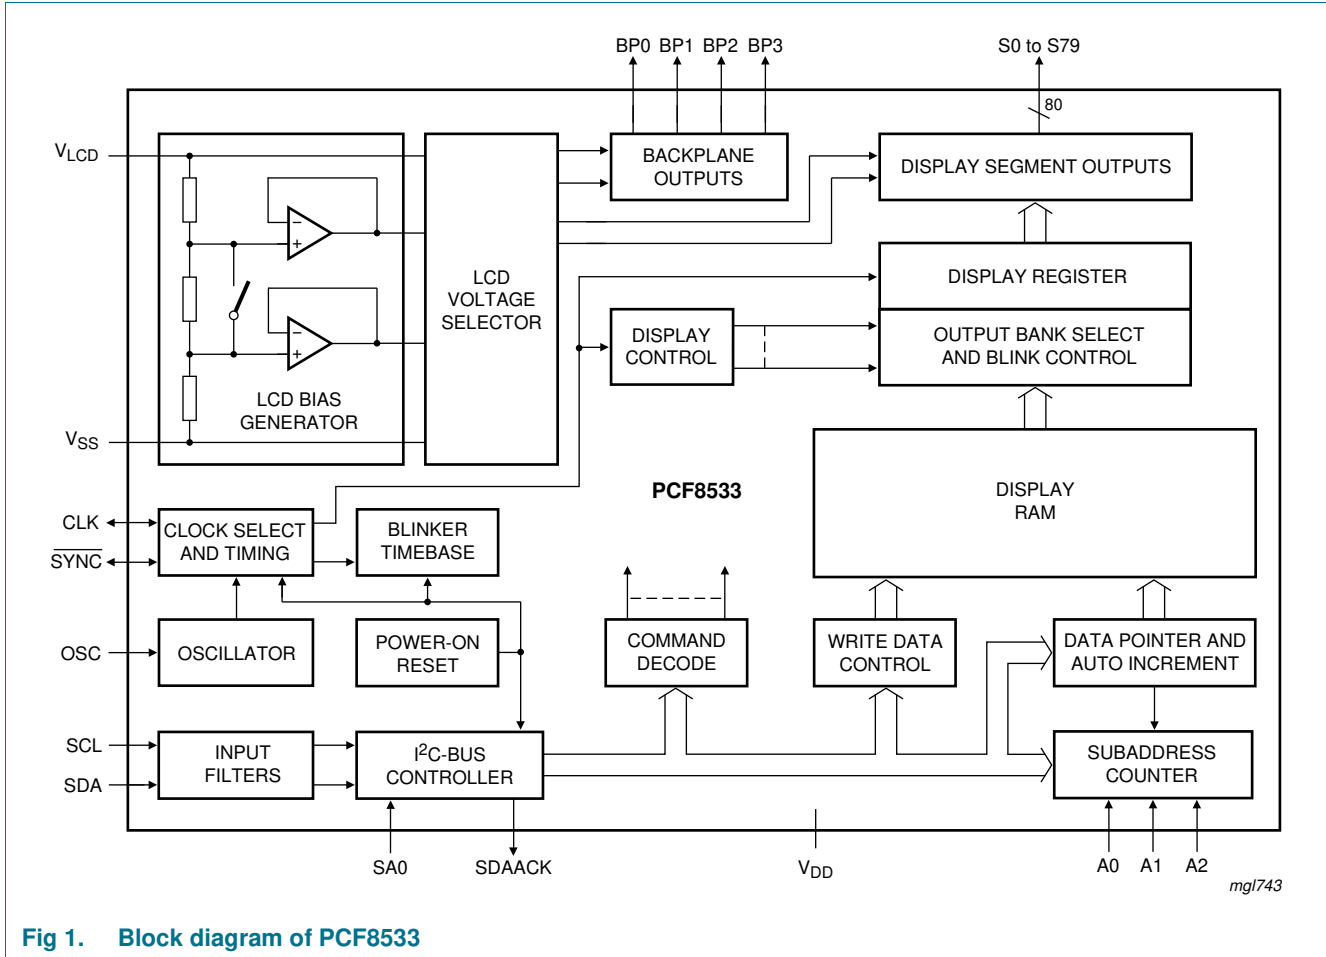 BP0 BP1 BP2 BP3
S0 to S79
80
VLCD
BACKPLANE
OUTPUTS
DISPLAY SEGMENT OUTPUTS
−
+
LCD
VOLTAGE
SELECTOR
DISPLAY REGISTER
−
+
DISPLAY
CONTROL
OUTPUT BANK SELECT
AND BLINK CONTROL
LCD BIAS
GENERATOR
VSS
PCF8533
DISPLAY
RAM
CLK
SYNC
CLOCK SELECT
AND TIMING
BLINKER
TIMEBASE
OSC
OSCILLATOR
POWER-ON
RESET
COMMAND
DECODE
WRITE DATA
CONTROL
DATA POINTER AND
AUTO INCREMENT
SCL
SDA
INPUT
FILTERS
I2C-BUS
CONTROLLER
SUBADDRESS
COUNTER
SA0
SDAACK
VDD
A0 A1 A2
mgl743
Fig 1. Block diagram of PCF8533